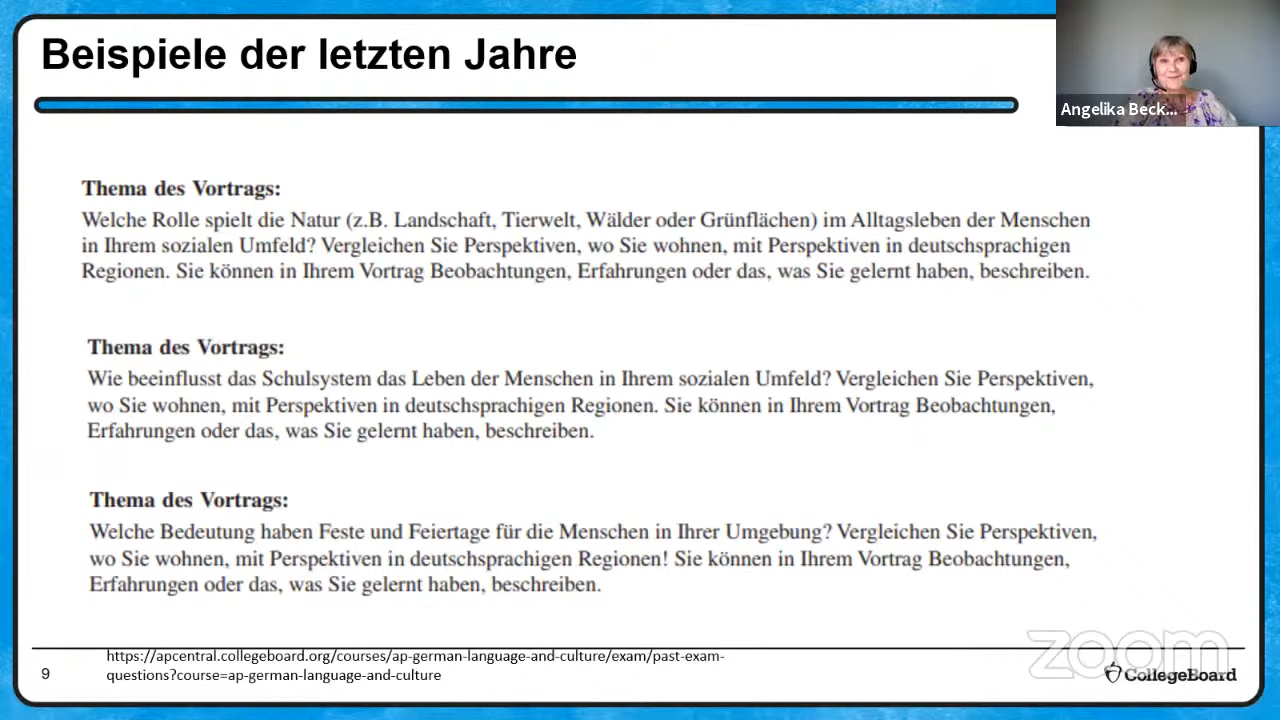 Beispiele der letzten Jahre
Angelika Beck...
Thema des Vortrags:
Welche Rolle spielt die Natur (z.B. Landschaft, Tierwelt, Wälder oder Grünflächen) im Alltagsleben der Menschen
in Ihrem sozialen Umfeld? Vergleichen Sie Perspektiven, wo Sie wohnen, mit Perspektiven in deutschsprachigen
Regionen. Sie können in Ihrem Vortrag Beobachtungen, Erfahrungen oder das, was Sie gelernt haben, beschreiben.
Thema des Vortrags:
Wie beeinflusst das Schulsystem das Leben der Menschen in Ihrem sozialen Umfeld? Vergleichen Sie Perspektiven,
wo Sie wohnen, mit Perspektiven in deutschsprachigen Regionen. Sie können in Ihrem Vortrag Beobachtungen,
Erfahrungen oder das, was Sie gelernt haben, beschreiben.
Thema des Vortrags:
Welche Bedeutung haben Feste und Feiertage für die Menschen in Ihrer Umgebung? Vergleichen Sie Perspektiven,
wo Sie wohnen, mit Perspektiven in deutschsprachigen Regionen! Sie können in Ihrem Vortrag Beobachtungen,
Erfahrungen oder das, was Sie gelernt haben, beschreiben.
https://apcentral.collegeboard.org/courses/ap-german-language-and-culture/exam/past-exam-
questions?course=ap-german-language-and-culture
9
zoom
CollegeBoard